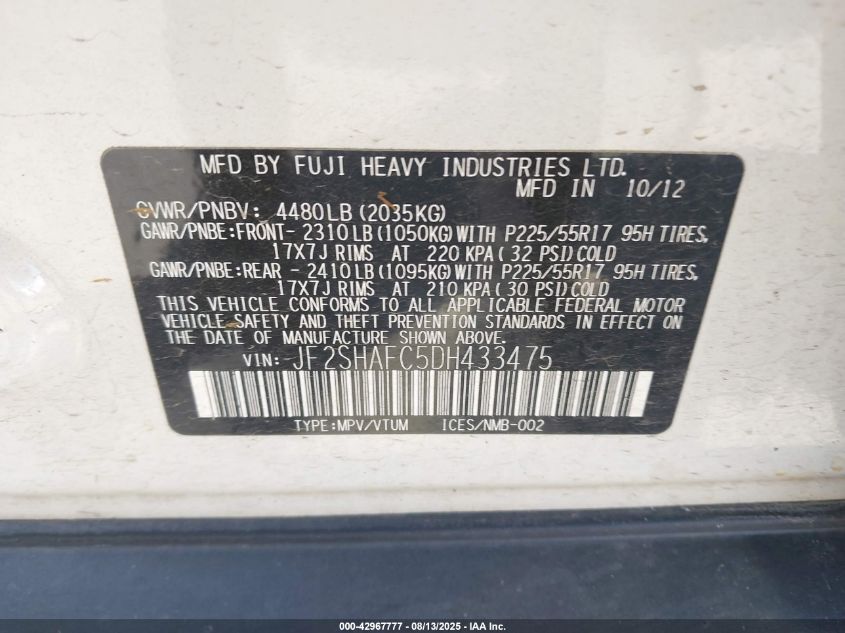 MFD BY FUJI HEAVY INDUSTRIES LTD.
MFD IN 10/12
GVWR/PNBV: 4480LB (2035KG)
GAWR/PNBE:FRONT- 2310LB (1050KG) WITH P225/55R17 95H TIRES,
17X7J RIMS AT 220 KPA ( 32 PSI) COLD
GAWR/PNBE:REAR - 2410LB (1095KG) WITH P225/55R17 95H TIRES,
17X7J RIMS AT 210 KPA ( 30 PSI) COLD
THIS VEHICLE CONFORMS TO ALL APPLICABLE FEDERAL MOTOR
VEHICLE SAFETY AND THEFT PREVENTION STANDARDS IN EFFECT ON
THE DATE OF MANUFACTURE SHOWN ABOVE.
VIN: JF2SHAFC5DH433475
TYPE:MPV/VTUM ICES/NMB-002
000-42967777 - 08/13/2025 - IAA Inc.